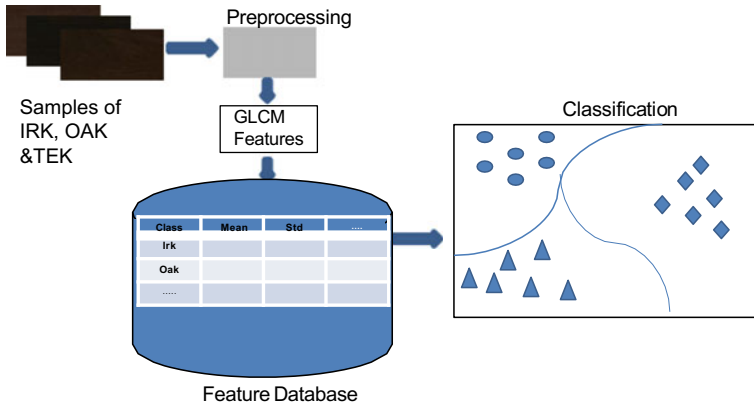 Preprocessing
Samples of
IRK, OAK
&TEK
GLCM
Features
Class Mean Std ....
Irk
Oak
.....
Feature Database
Classification